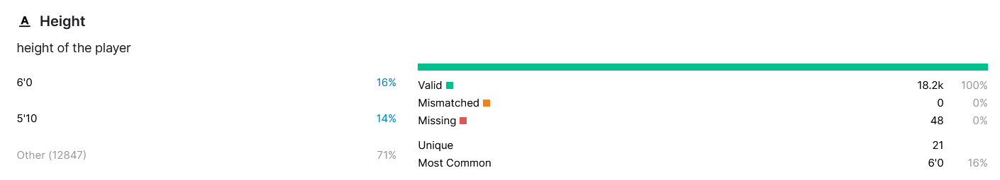 A Height
height of the player
6'0 16%
5'10 14%
Other (12847) 71%
Valid 18.2k 100%
Mismatched 0 0%
Missing 48 0%
Unique 21
Most Common 6'0 16%